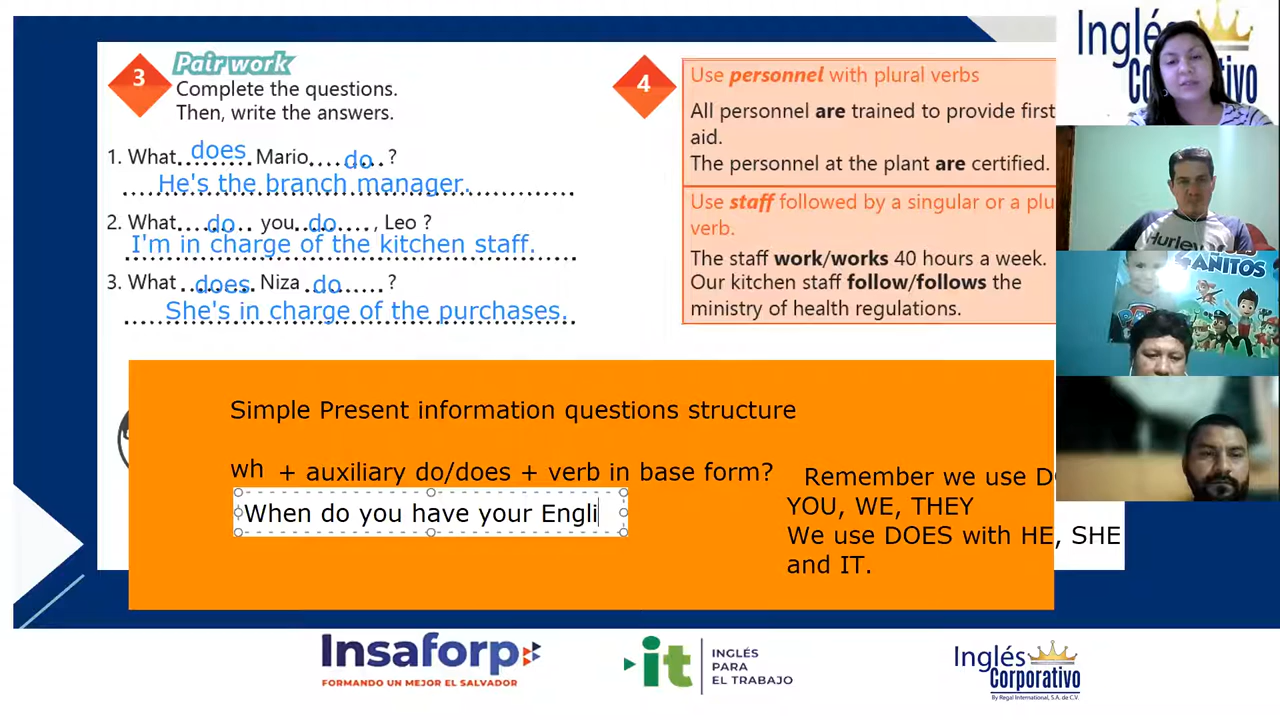 3
Pair work
Complete the questions.
Then, write the answers.
1. What does Mario do ?
He's the branch manager.
2. What do you do , Leo ?
I'm in charge of the kitchen staff.
3. What does Niza do ?
She's in charge of the purchases.
4
Use personnel with plural verbs
All personnel are trained to provide first
aid.
The personnel at the plant are certified.
Use staff followed by a singular or a plu
verb.
The staff work/works 40 hours a week.
Our kitchen staff follow/follows the
ministry of health regulations.
Simple Present information questions structure
wh + auxiliary do/does + verb in base form?
When do you have your Engli
Remember we use D
YOU, WE, THEY
We use DOES with HE, SHE
and IT.
Inglés
Corporativo
Hurley
Insaforp
FORMANDO UN MEJOR EL SALVADOR
it
INGLÉS
PARA
EL TRABAJO
Inglés
Corporativo
By Regal International, S.A. de C.V.